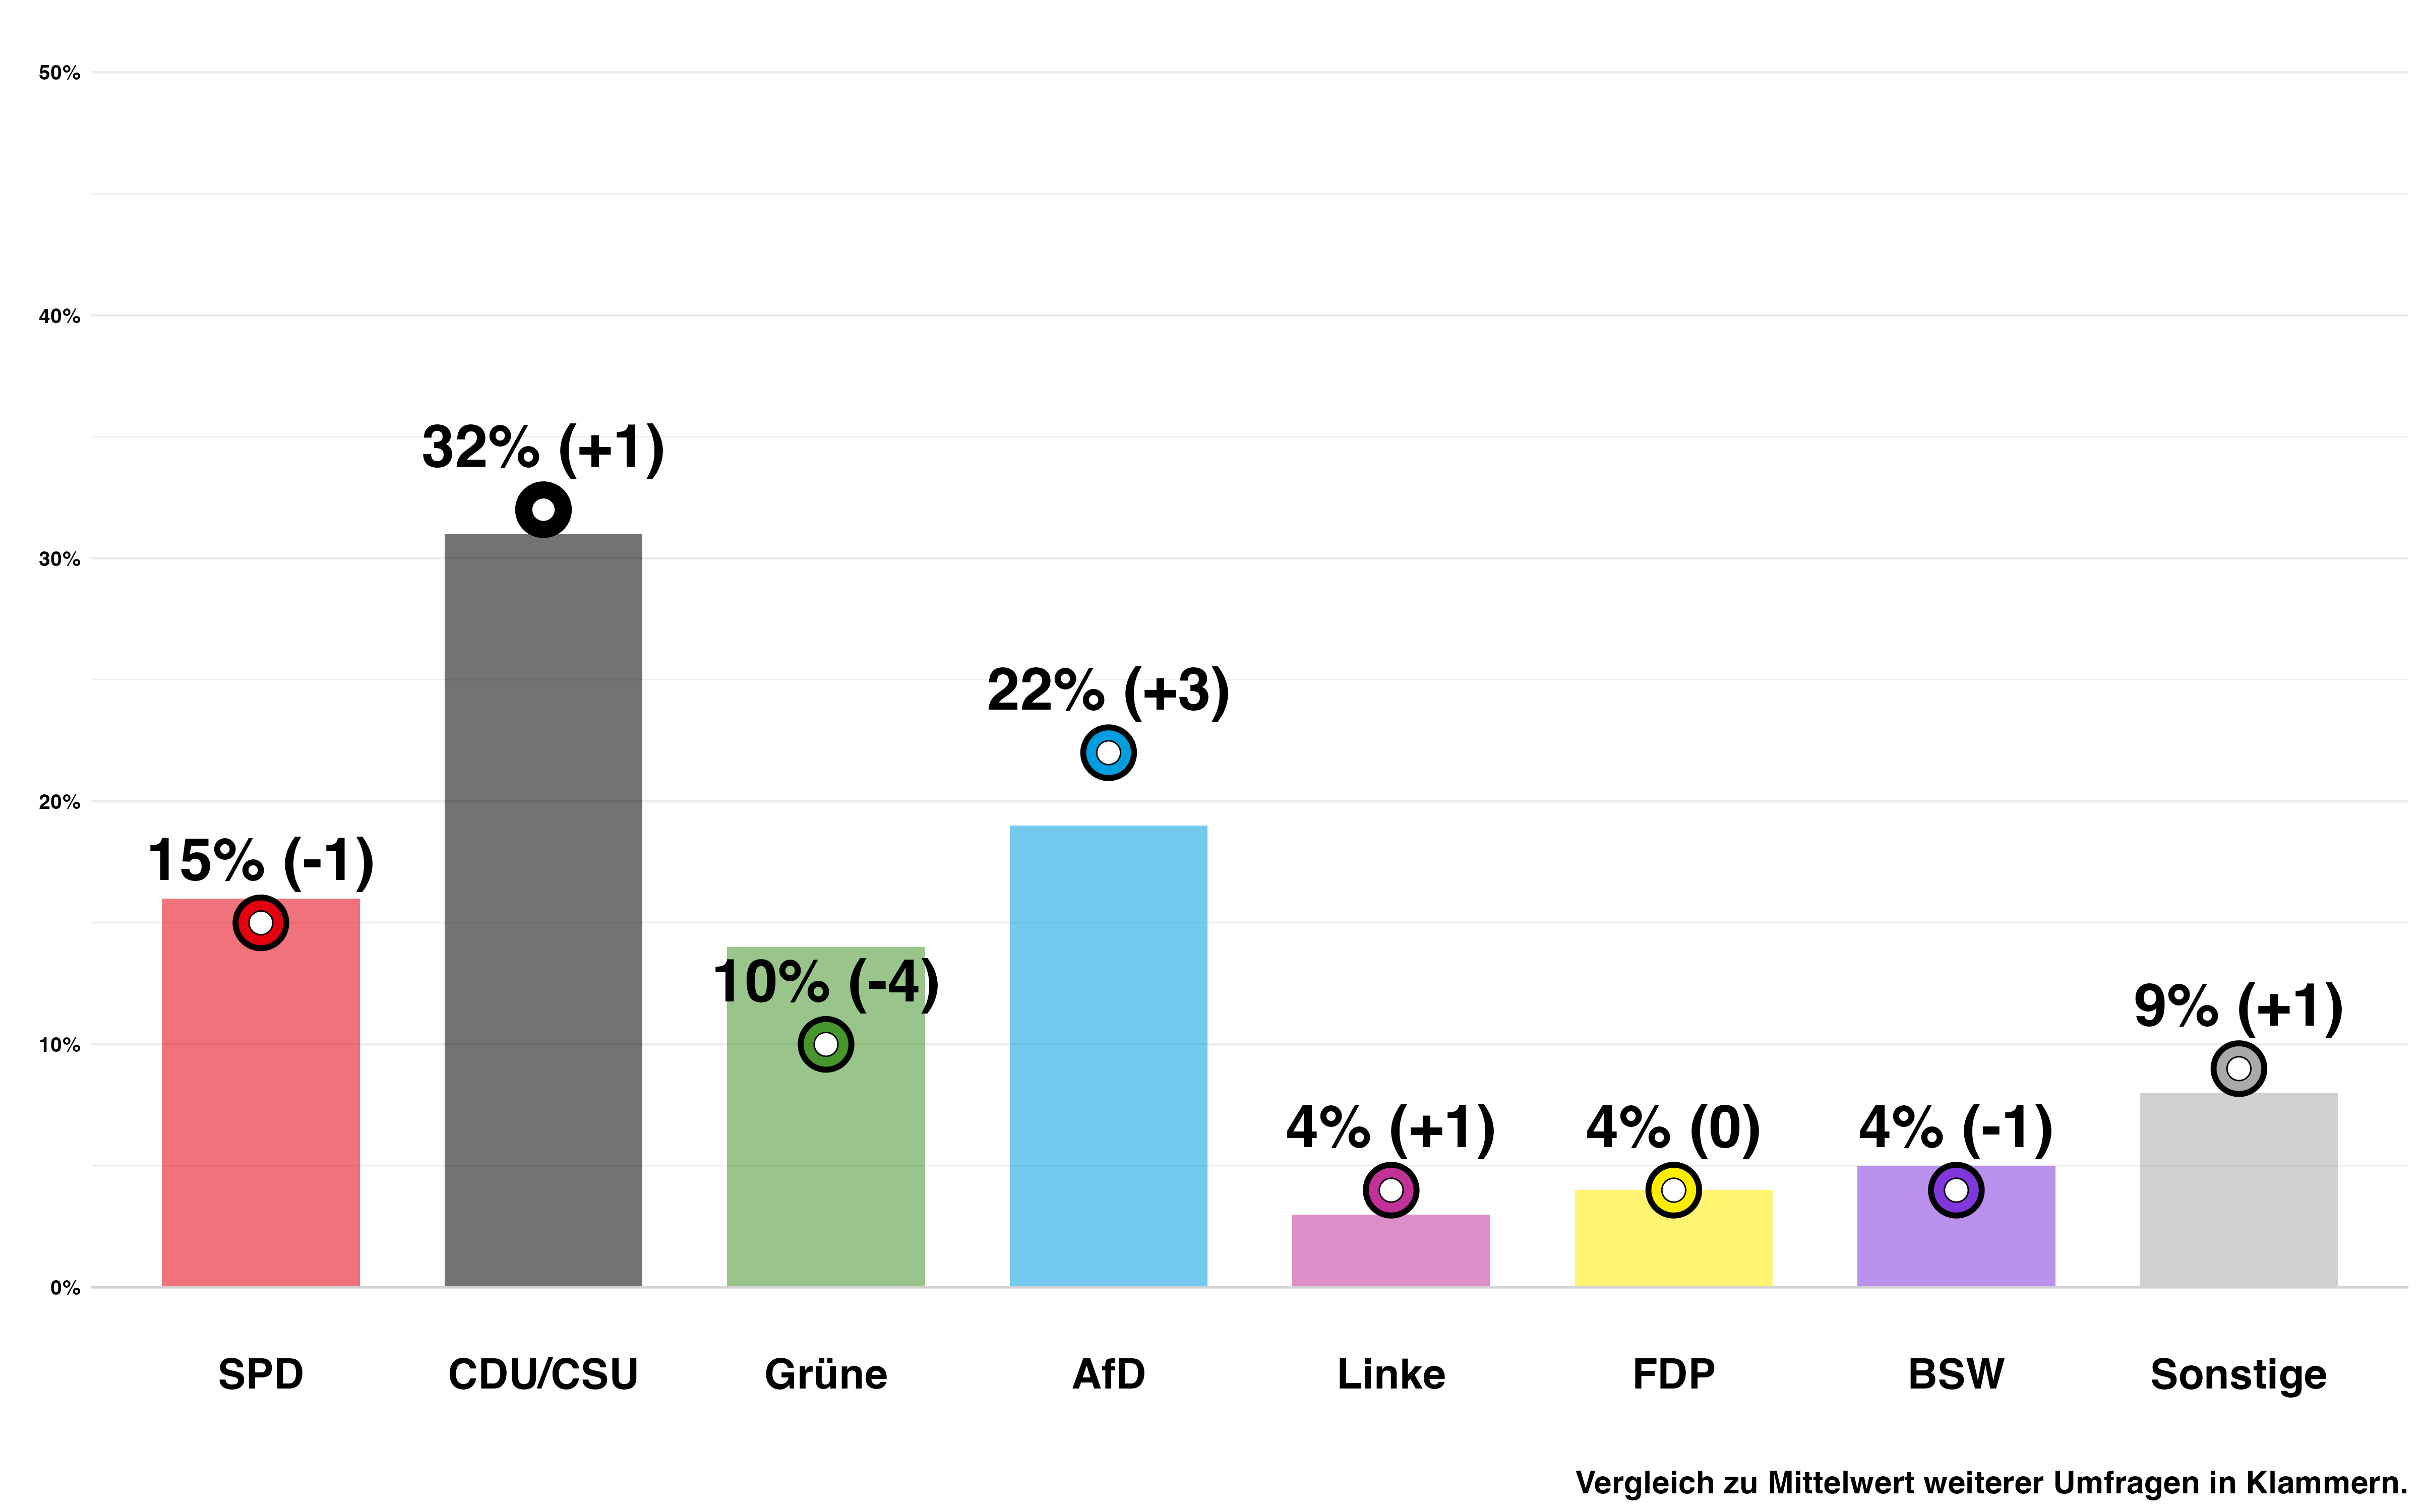 50%
40%
30%
20%
10%
0%
15% (-1)
32% (+1)
10% (-4)
22% (+3)
4% (+1)
4% (0)
4% (-1)
9% (+1)
SPD
CDU/CSU
Grüne
AfD
Linke
FDP
BSW
Sonstige
Vergleich zu Mittelwert weiterer Umfragen in Klammern.